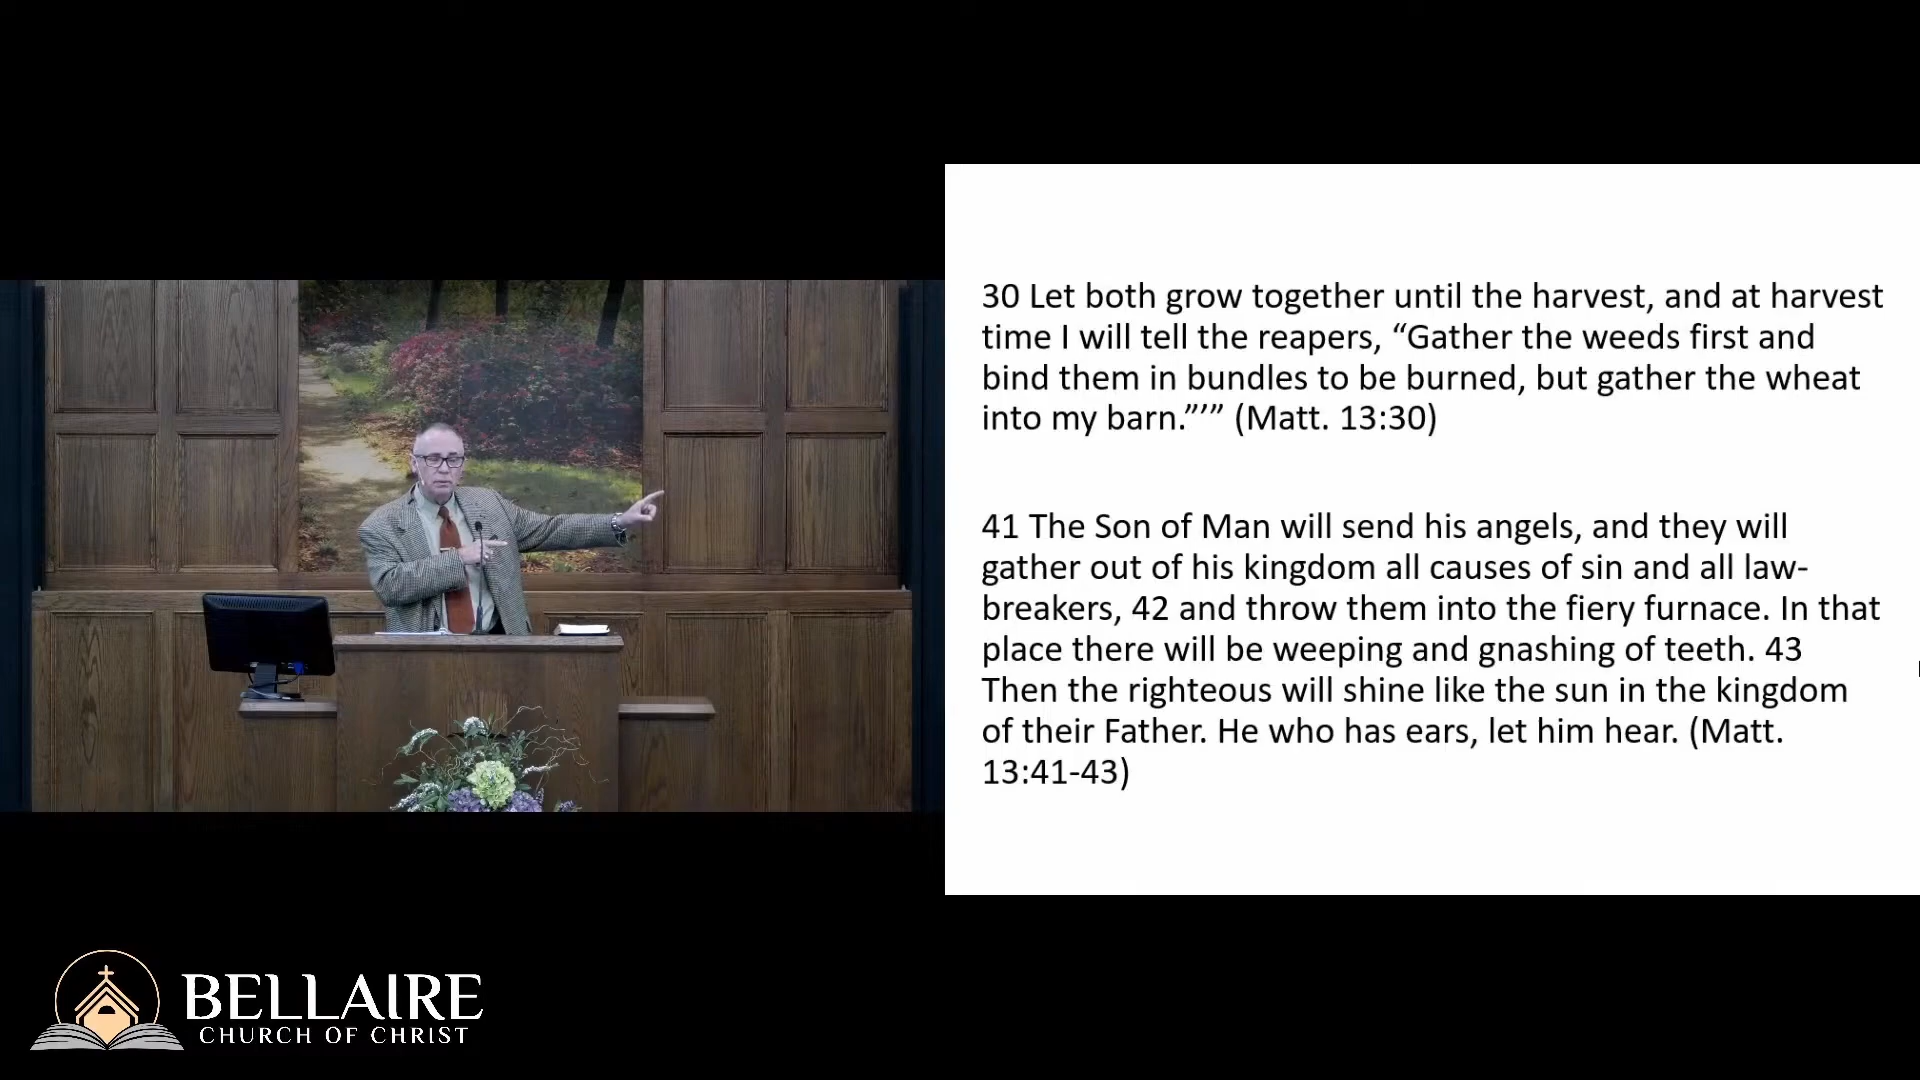 30 Let both grow together until the harvest, and at harvest
time I will tell the reapers, “Gather the weeds first and
bind them in bundles to be burned, but gather the wheat
into my barn.”’” (Matt. 13:30)
41 The Son of Man will send his angels, and they will
gather out of his kingdom all causes of sin and all law-
breakers, 42 and throw them into the fiery furnace. In that
place there will be weeping and gnashing of teeth. 43
Then the righteous will shine like the sun in the kingdom
of their Father. He who has ears, let him hear. (Matt.
13:41-43)
BELLAIRE
CHURCH OF CHRIST